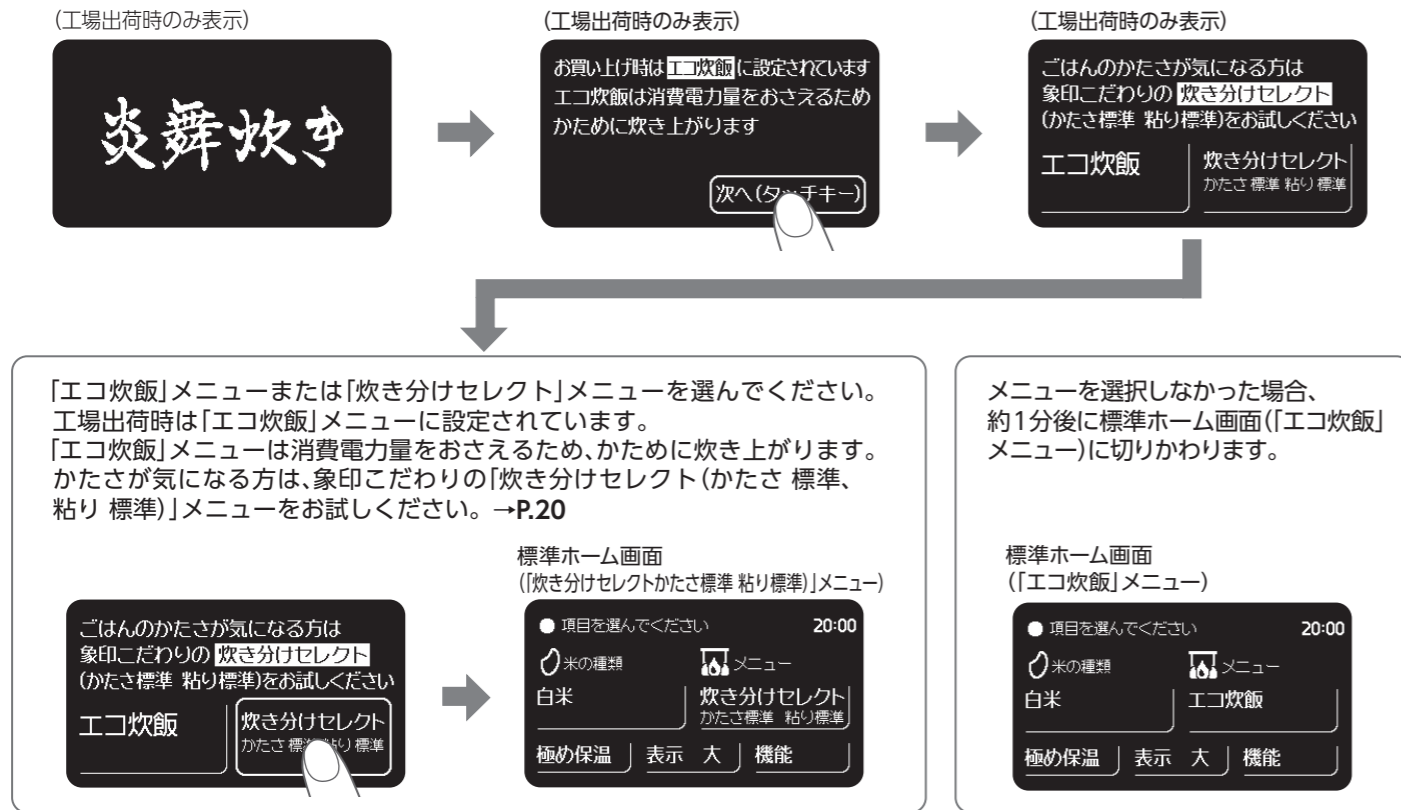 (工場出荷時のみ表示)
炎舞炊き
(工場出荷時のみ表示)
お買い上げ時はエコ炊飯に設定されています
エコ炊飯は消費電力量をおさえるため
かために炊き上がります
次へ(タッチキー)
(工場出荷時のみ表示)
ごはんのかたさが気になる方は
象印こだわりの 炊き分けセレクト
(かたさ標準 粘り標準)をお試しください
エコ炊飯
炊き分けセレクト
かたさ 標準 粘り 標準
「エコ炊飯」メニューまたは「炊き分けセレクト」メニューを選んでください。
工場出荷時は「エコ炊飯」メニューに設定されています。
「エコ炊飯」メニューは消費電力量をおさえるため、かために炊き上がります。
かたさが気になる方は、象印こだわりの「炊き分けセレクト(かたさ 標準、
粘り 標準)」メニューをお試しください。→P.20
ごはんのかたさが気になる方は
象印こだわりの 炊き分けセレクト
(かたさ標準 粘り標準)をお試しください
エコ炊飯
炊き分けセレクト
かたさ 標準 粘り 標準
標準ホーム画面
(「炊き分けセレクトかたさ標準 粘り標準)」メニュー)
● 項目を選んでください 20:00
米の種類 メニュー
白米 炊き分けセレクト
かたさ標準 粘り標準
極め保温 表示 大 機能
メニューを選択しなかった場合、
約1分後に標準ホーム画面(「エコ炊飯」
メニュー)に切りかわります。
標準ホーム画面
(「エコ炊飯」メニュー)
● 項目を選んでください 20:00
米の種類 メニュー
白米 エコ炊飯
極め保温 表示 大 機能